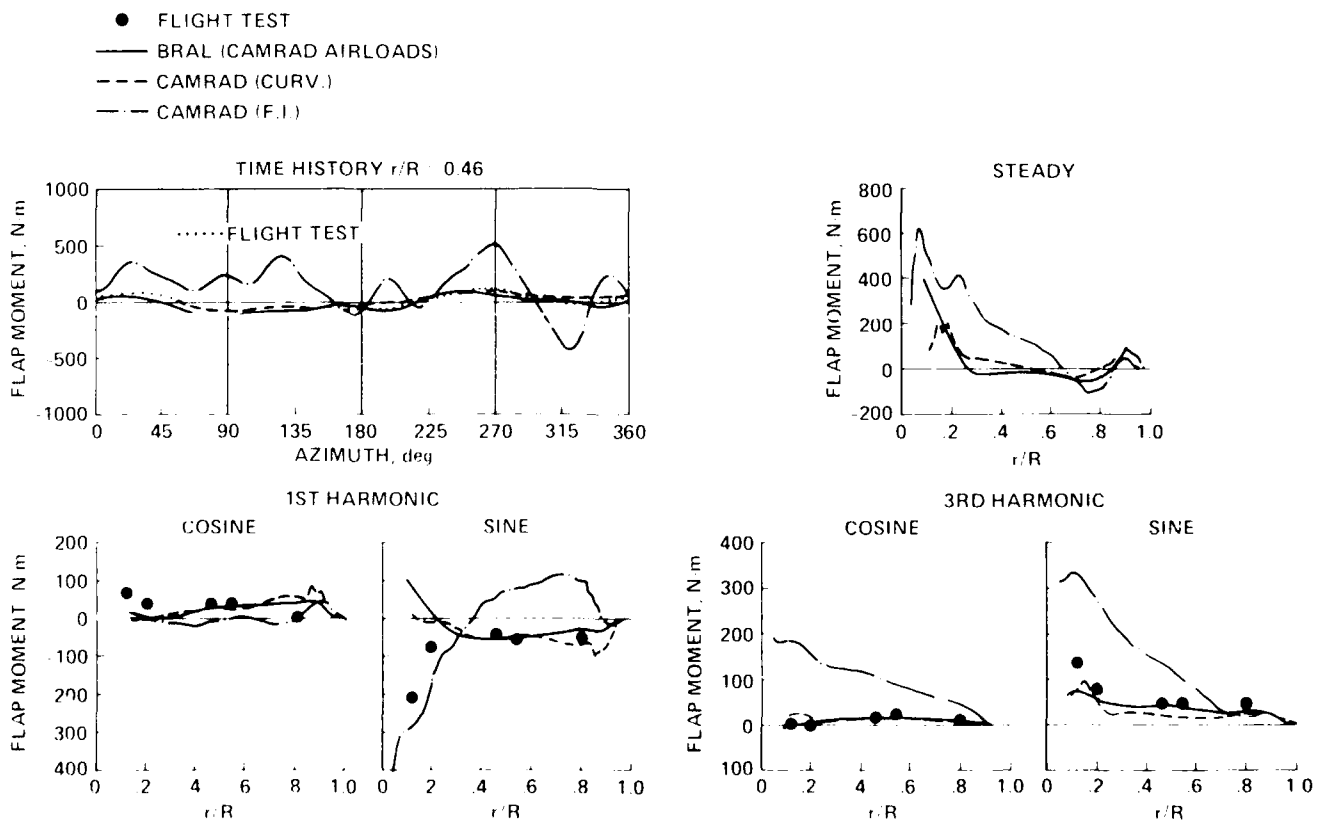 ● FLIGHT TEST
BRAL (CAMRAD AIRLOADS)
CAMRAD (CURV.)
CAMRAD (F.I.)
TIME HISTORY r/R 0.46
FLAP MOMENT, N·m
1000
500
0
-500
-1000
FLIGHT TEST
0 45 90 135 180 225 270 315 360
AZIMUTH, deg
STEADY
FLAP MOMENT, N·m
800
600
400
200
0
-200
0 .2 .4 .6 .8 1.0
r/R
1ST HARMONIC
COSINE SINE
FLAP MOMENT, N m
200
100
0
-100
200
300
400
0 2 .4 6 8 1.0
r/R
0 .2 .4 6 .8 1.0
r/R
3RD HARMONIC
COSINE SINE
FLAP MOMENT, N·m
400
300
200
100
0
100
0 .2 .4 .6 .8 1 0
r/R
0 .2 .4 .6 .8 1.0
r/R